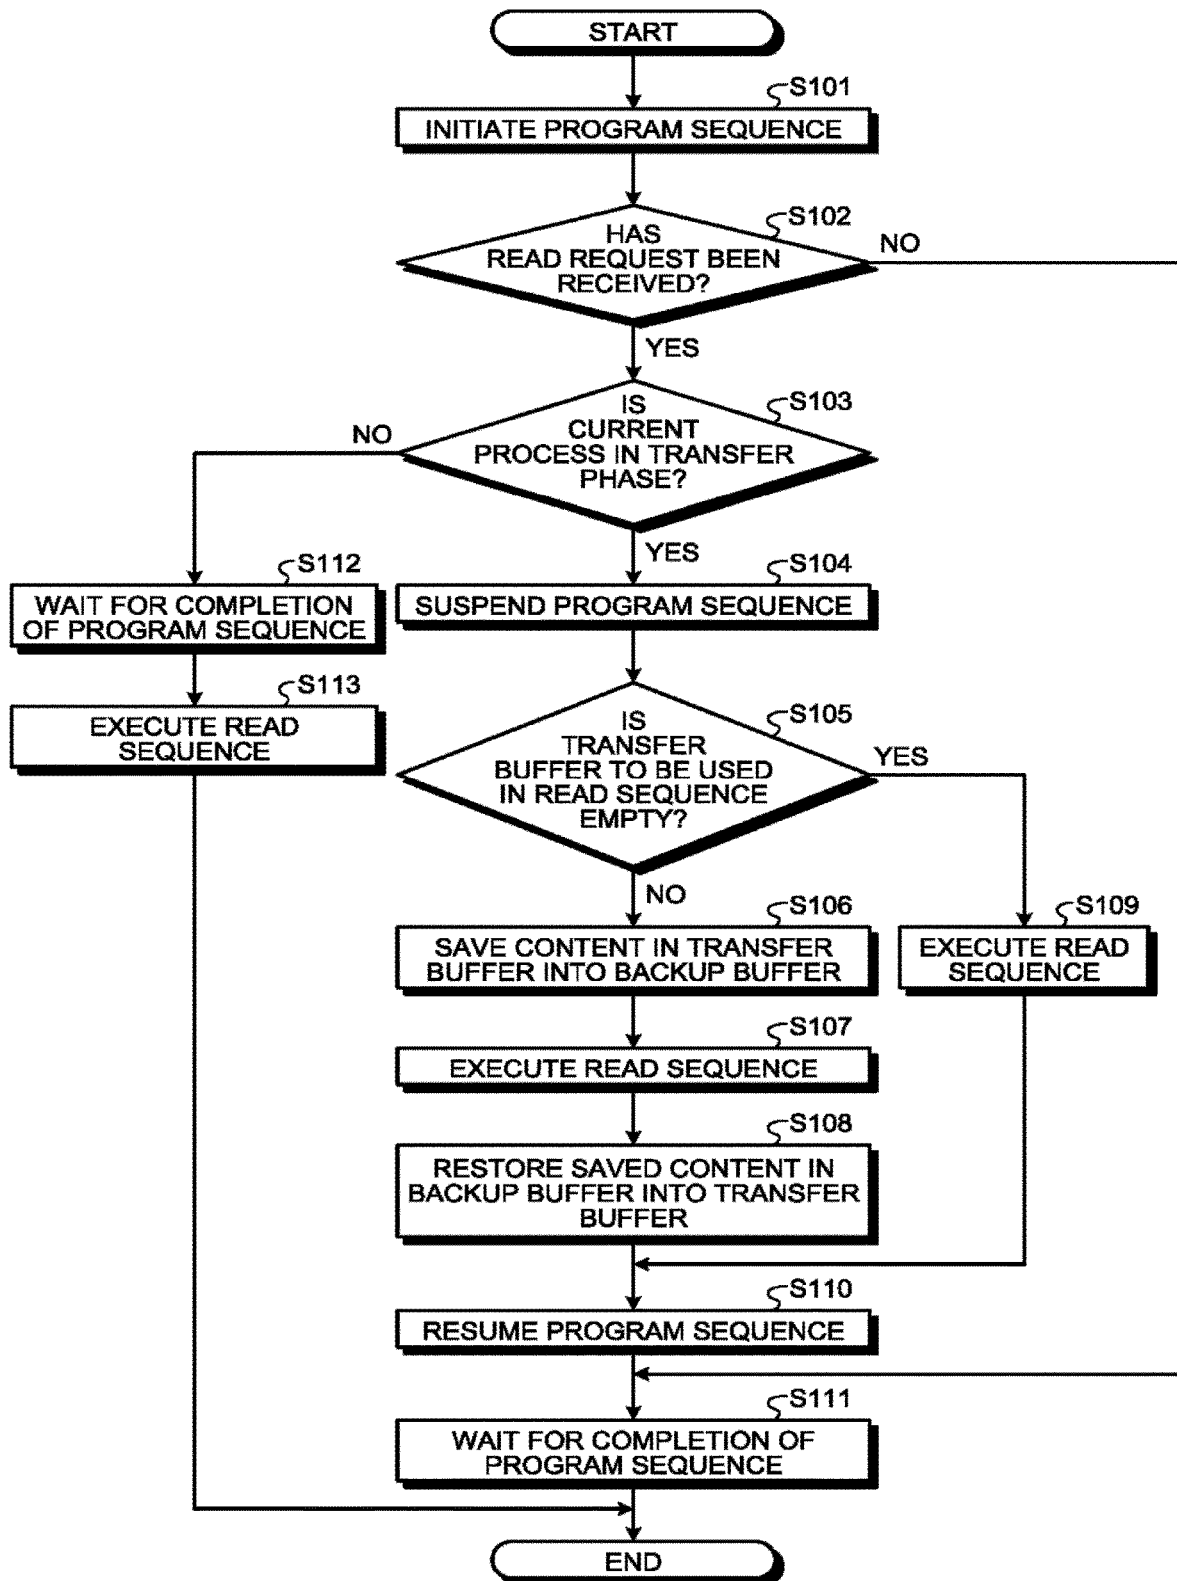 START
S101
INITIATE PROGRAM SEQUENCE
S102
HAS
READ REQUEST BEEN
RECEIVED?
NO
YES
S103
IS
CURRENT
PROCESS IN TRANSFER
PHASE?
NO
YES
S112
WAIT FOR COMPLETION
OF PROGRAM SEQUENCE
S104
SUSPEND PROGRAM SEQUENCE
S113
EXECUTE READ
SEQUENCE
S105
IS
TRANSFER
BUFFER TO BE USED
IN READ SEQUENCE
EMPTY?
YES
NO
S106
SAVE CONTENT IN TRANSFER
BUFFER INTO BACKUP BUFFER
S109
EXECUTE READ
SEQUENCE
S107
EXECUTE READ SEQUENCE
S108
RESTORE SAVED CONTENT IN
BACKUP BUFFER INTO TRANSFER
BUFFER
S110
RESUME PROGRAM SEQUENCE
S111
WAIT FOR COMPLETION OF
PROGRAM SEQUENCE
END